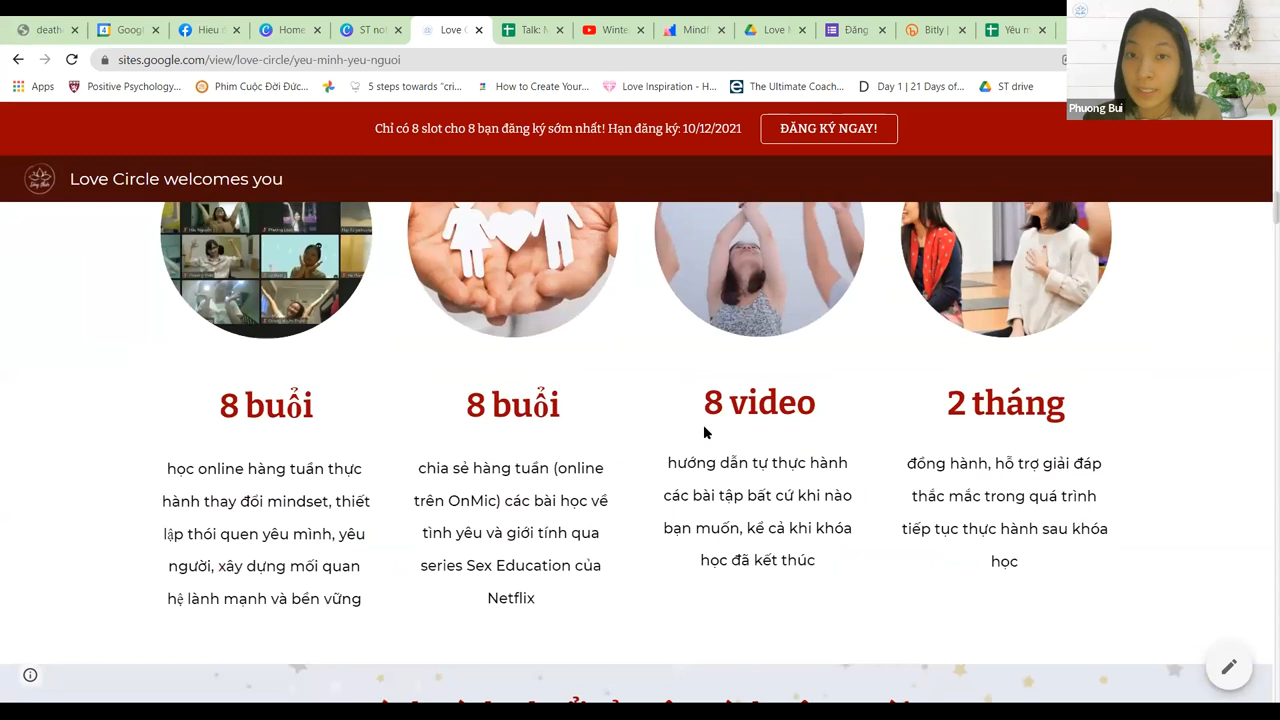 death
Googl
Hieu
Home
ST no
Love C
Talk: M
Winte
Mindf
Love
Đăng
Bitly |
Yêu m
sites.google.com/view/love-circle/yeu-minh-yeu-nguoi
Apps
Positive Psychology...
Phim Cuộc Đời Đức...
5 steps towards "cri...
How to Create Your...
Love Inspiration - H...
The Ultimate Coach...
Day 1 | 21 Days of...
ST drive
Phuong Bui
Chỉ có 8 slot cho 8 bạn đăng ký sớm nhất! Hạn đăng ký: 10/12/2021
ĐĂNG KÝ NGAY!
Love Circle welcomes you
8 buổi
học online hàng tuần thực
hành thay đổi mindset, thiết
lập thói quen yêu mình, yêu
người, xây dựng mối quan
hệ lành mạnh và bền vững
8 buổi
chia sẻ hàng tuần (online
trên OnMic) các bài học về
tình yêu và giới tính qua
series Sex Education của
Netflix
8 video
hướng dẫn tự thực hành
các bài tập bất cứ khi nào
bạn muốn, kể cả khi khóa
học đã kết thúc
2 tháng
đồng hành, hỗ trợ giải đáp
thắc mắc trong quá trình
tiếp tục thực hành sau khóa
học